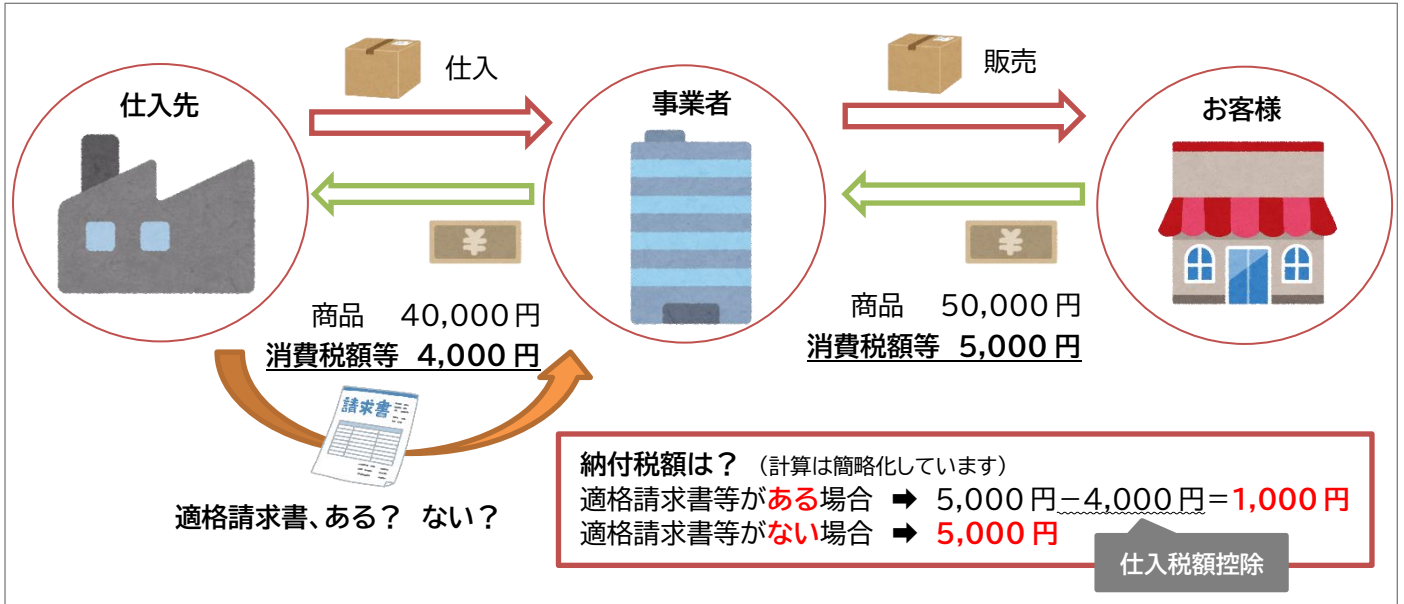 仕入
販売
仕入先
事業者
お客様
¥
¥
商品 40,000円
消費税額等 4,000円
商品 50,000円
消費税額等 5,000円
請求書
適格請求書、ある? ない?
納付税額は? (計算は簡略化しています)
適格請求書等がある場合 ➡ 5,000円-4,000円=1,000円
適格請求書等がない場合 ➡ 5,000円
仕入税額控除